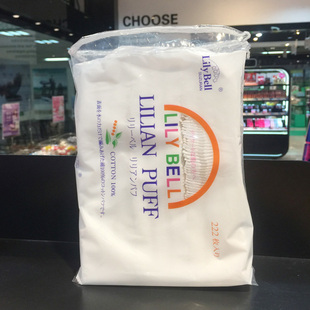 CHOOSE
Lily Bell
LILY BELL
LILIAN PUFF
リリーベル リリアンパフ
COTTON 100%
222枚入り